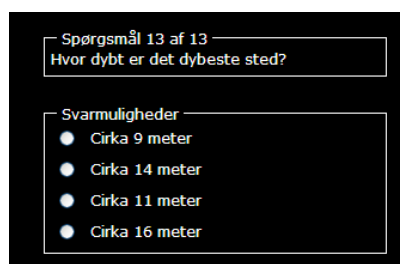 Spørgsmål 13 af 13
Hvor dybt er det dybeste sted?
Svarmuligheder
Cirka 9 meter
Cirka 14 meter
Cirka 11 meter
Cirka 16 meter